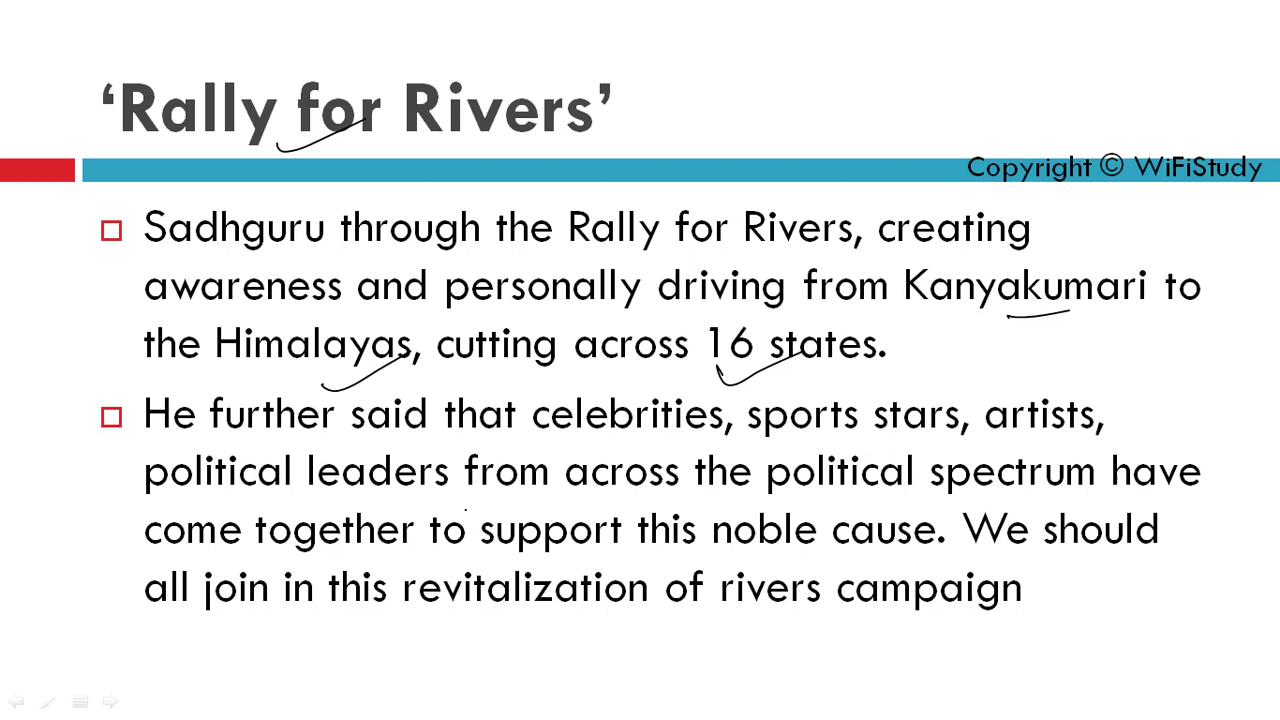 ‘Rally for Rivers’
Copyright © WiFiStudy
Sadhguru through the Rally for Rivers, creating
awareness and personally driving from Kanyakumari to
the Himalayas, cutting across 16 states.
He further said that celebrities, sports stars, artists,
political leaders from across the political spectrum have
come together to support this noble cause. We should
all join in this revitalization of rivers campaign